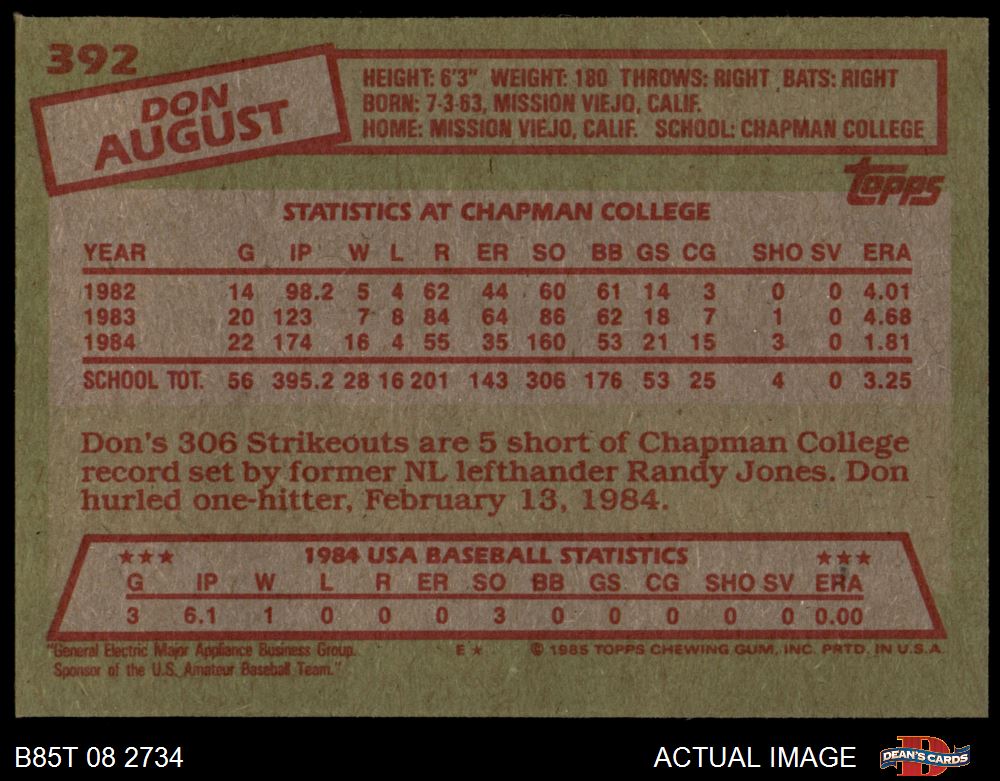 392
DON
AUGUST
HEIGHT: 6'3" WEIGHT: 180 THROWS: RIGHT BATS: RIGHT
BORN: 7-3-63, MISSION VIEJO, CALIF.
HOME: MISSION VIEJO, CALIF. SCHOOL: CHAPMAN COLLEGE
topps
STATISTICS AT CHAPMAN COLLEGE
YEAR G IP W L R ER SO BB GS CG SHO SV ERA
1982 14 98.2 5 4 62 44 60 61 14 3 0 0 4.01
1983 20 123 7 8 84 64 86 62 18 7 1 0 4.68
1984 22 174 16 4 55 35 160 53 21 15 3 0 1.81
SCHOOL TOT. 56 395.2 28 16 201 143 306 176 53 25 4 0 3.25
Don's 306 Strikeouts are 5 short of Chapman College
record set by former NL lefthander Randy Jones. Don
hurled one-hitter, February 13, 1984.
★★★ 1984 USA BASEBALL STATISTICS ★★★
G IP W L R ER SO BB GS CG SHO SV ERA
3 6.1 1 0 0 0 3 0 0 0 0 0 0.00
"General Electric Major Appliance Business Group. E★ © 1985 TOPPS CHEWING GUM, INC. PRTD. IN U.S.A.
Sponsor of the U.S. Amateur Baseball Team."
B85T 08 2734 ACTUAL IMAGE DEAN'S CARDS